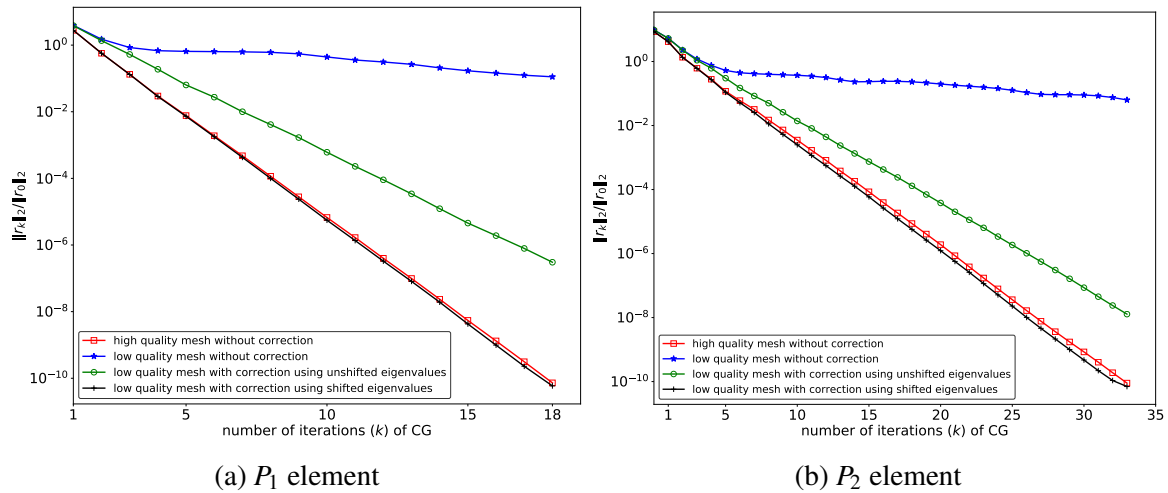 10^0
10^{-2}
10^{-4}
10^{-6}
10^{-8}
10^{-10}
‖r_k‖_2/‖r_0‖_2
high quality mesh without correction
low quality mesh without correction
low quality mesh with correction using unshifted eigenvalues
low quality mesh with correction using shifted eigenvalues
1 5 10 15 18
number of iterations (k) of CG
(a) P_1 element
10^0
10^{-2}
10^{-4}
10^{-6}
10^{-8}
10^{-10}
‖r_k‖_2/‖r_0‖_2
high quality mesh without correction
low quality mesh without correction
low quality mesh with correction using unshifted eigenvalues
low quality mesh with correction using shifted eigenvalues
1 5 10 15 20 25 30 35
number of iterations (k) of CG
(b) P_2 element